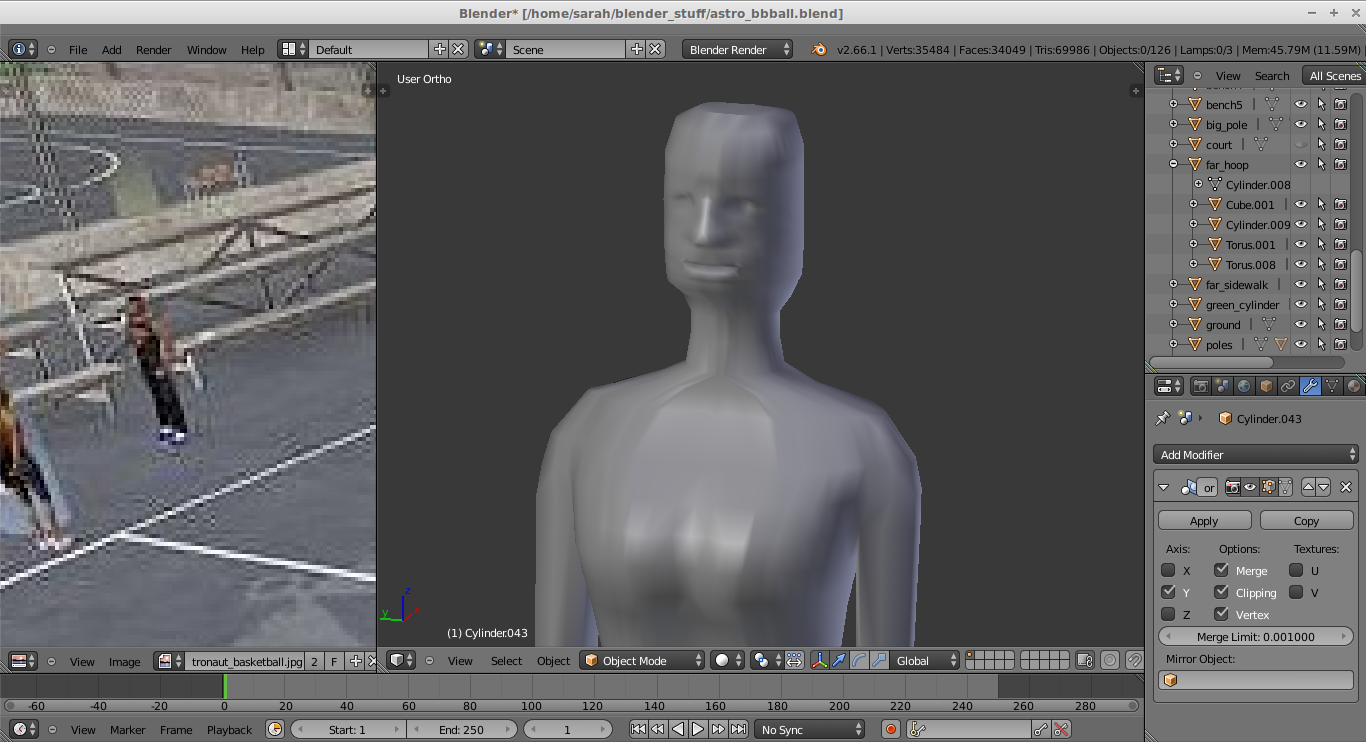 Blender* [/home/sarah/blender_stuff/astro_bbball.blend]
File Add Render Window Help Default Scene Blender Render v2.66.1 | Verts:35484 | Faces:34049 | Tris:69986 | Objects:0/126 | Lamps:0/3 | Mem:45.79M (11.59M)
User Ortho
View Search All Scenes
bench5
big_pole
court
far_hoop
Cylinder.008
Cube.001
Cylinder.009
Torus.001
Torus.008
far_sidewalk
green_cylinder
ground
poles
Cylinder.043
Add Modifier
or
Apply Copy
Axis: Options: Textures:
X Merge U
Y Clipping V
Z Vertex
Merge Limit: 0.001000
Mirror Object:
z
y x
(1) Cylinder.043
View Image tronaut_basketball.jpg 2 F
View Select Object Object Mode Global
-60 -40 -20 0 20 40 60 80 100 120 140 160 180 200 220 240 260 280
View Marker Frame Playback Start: 1 End: 250 1 No Sync